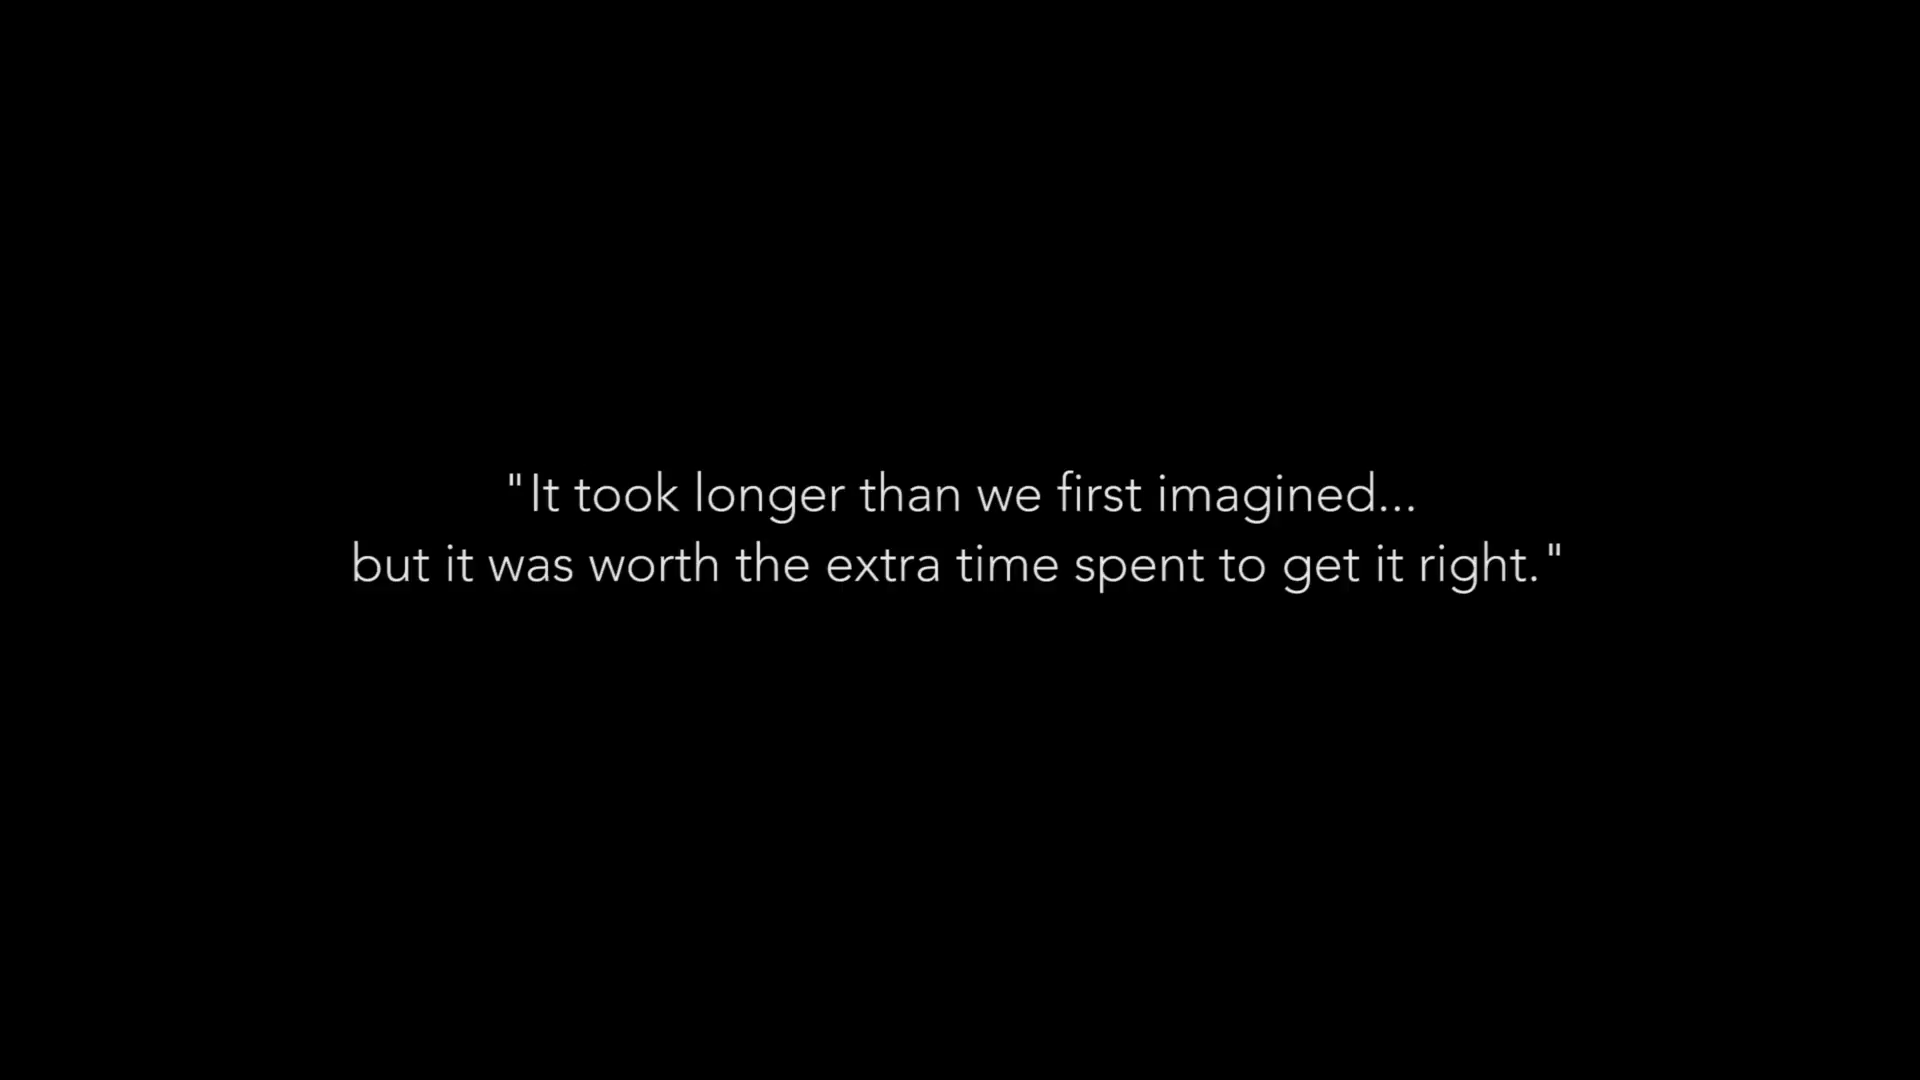 "It took longer than we first imagined...
but it was worth the extra time spent to get it right."